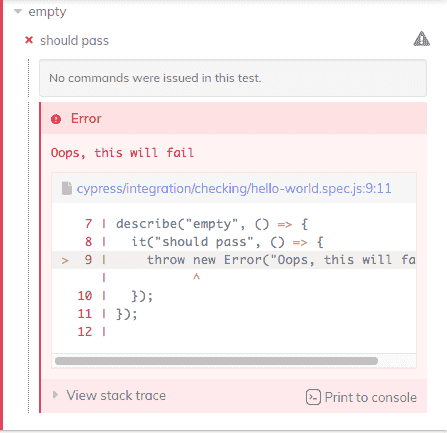 empty
should pass
No commands were issued in this test.
Error
Oops, this will fail
cypress/integration/checking/hello-world.spec.js:9:11
7 | describe("empty", () => {
8 | it("should pass", () => {
> 9 | throw new Error("Oops, this will fa
| ^
10 | });
11 | });
12 |
View stack trace
Print to console